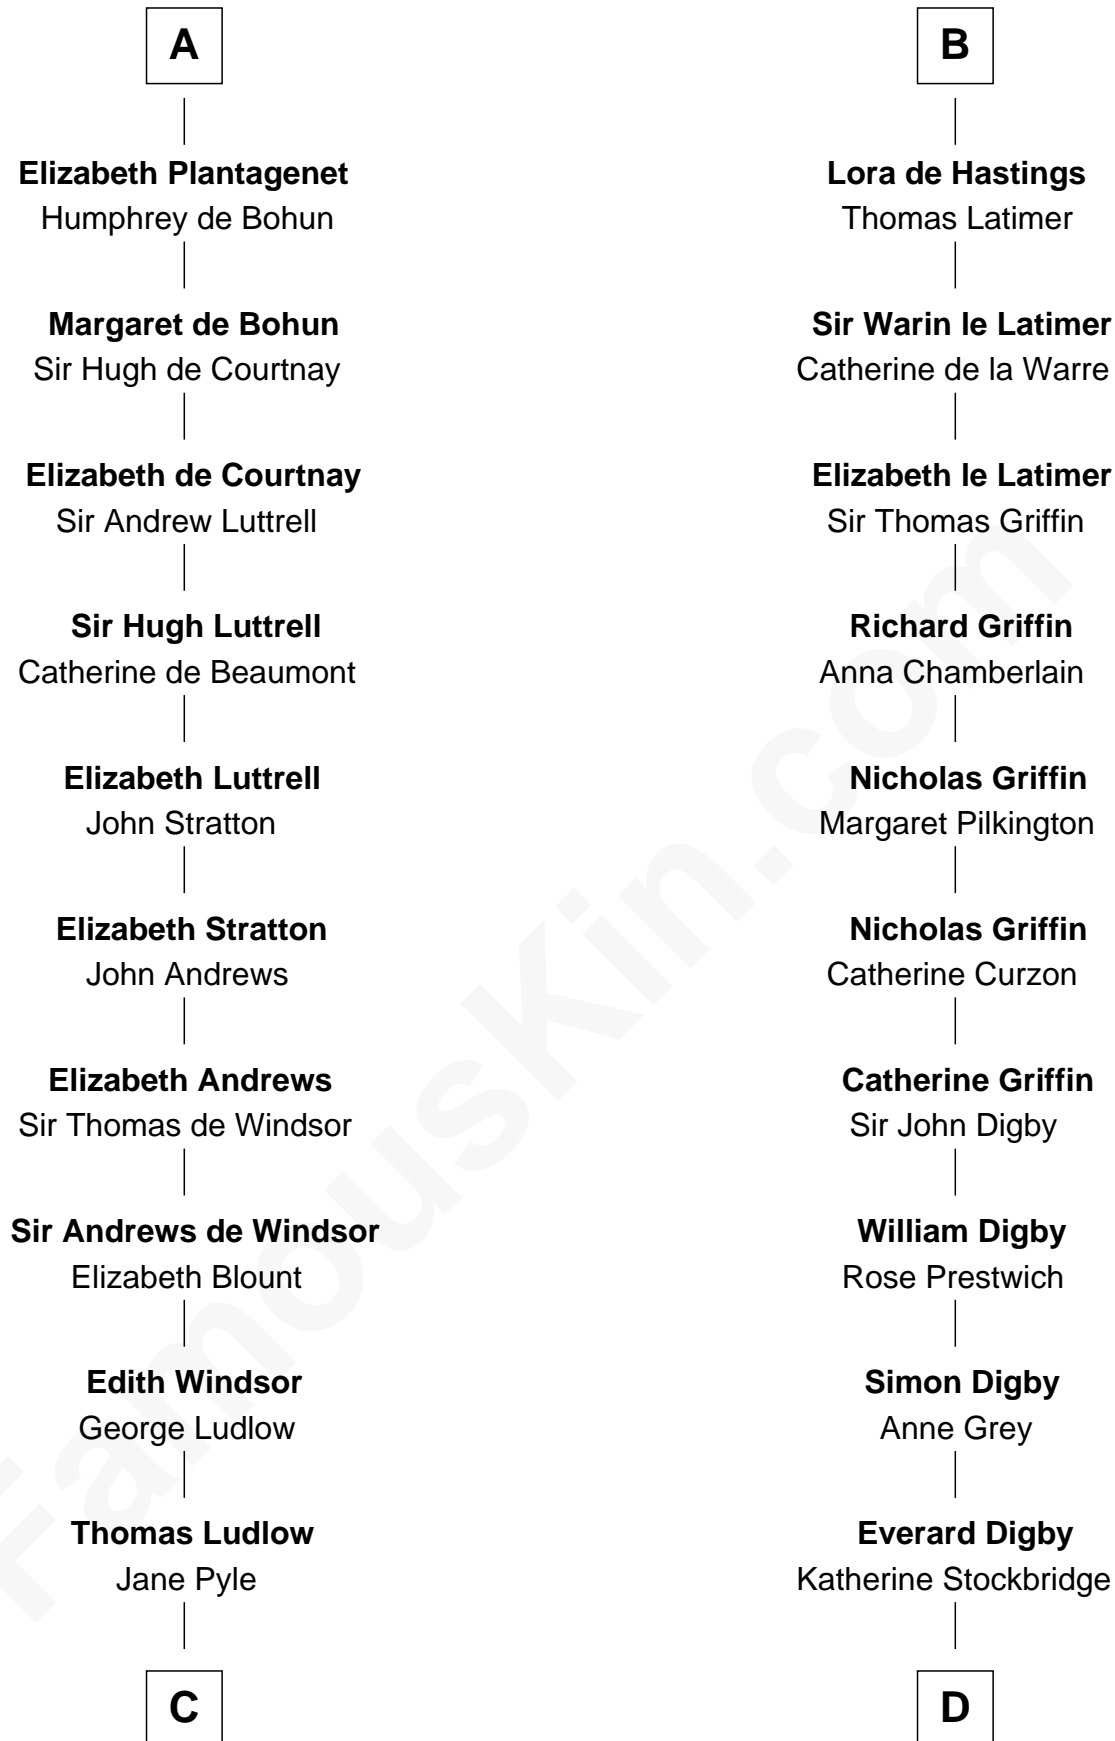 A
Elizabeth Plantagenet
Humphrey de Bohun
Margaret de Bohun
Sir Hugh de Courtnay
Elizabeth de Courtnay
Sir Andrew Luttrell
Sir Hugh Luttrell
Catherine de Beaumont
Elizabeth Luttrell
John Stratton
Elizabeth Stratton
John Andrews
Elizabeth Andrews
Sir Thomas de Windsor
Sir Andrews de Windsor
Elizabeth Blount
Edith Windsor
George Ludlow
Thomas Ludlow
Jane Pyle
C
B
Lora de Hastings
Thomas Latimer
Sir Warin le Latimer
Catherine de la Warre
Elizabeth le Latimer
Sir Thomas Griffin
Richard Griffin
Anna Chamberlain
Nicholas Griffin
Margaret Pilkington
Nicholas Griffin
Catherine Curzon
Catherine Griffin
Sir John Digby
William Digby
Rose Prestwich
Simon Digby
Anne Grey
Everard Digby
Katherine Stockbridge
D
FamousKin.com